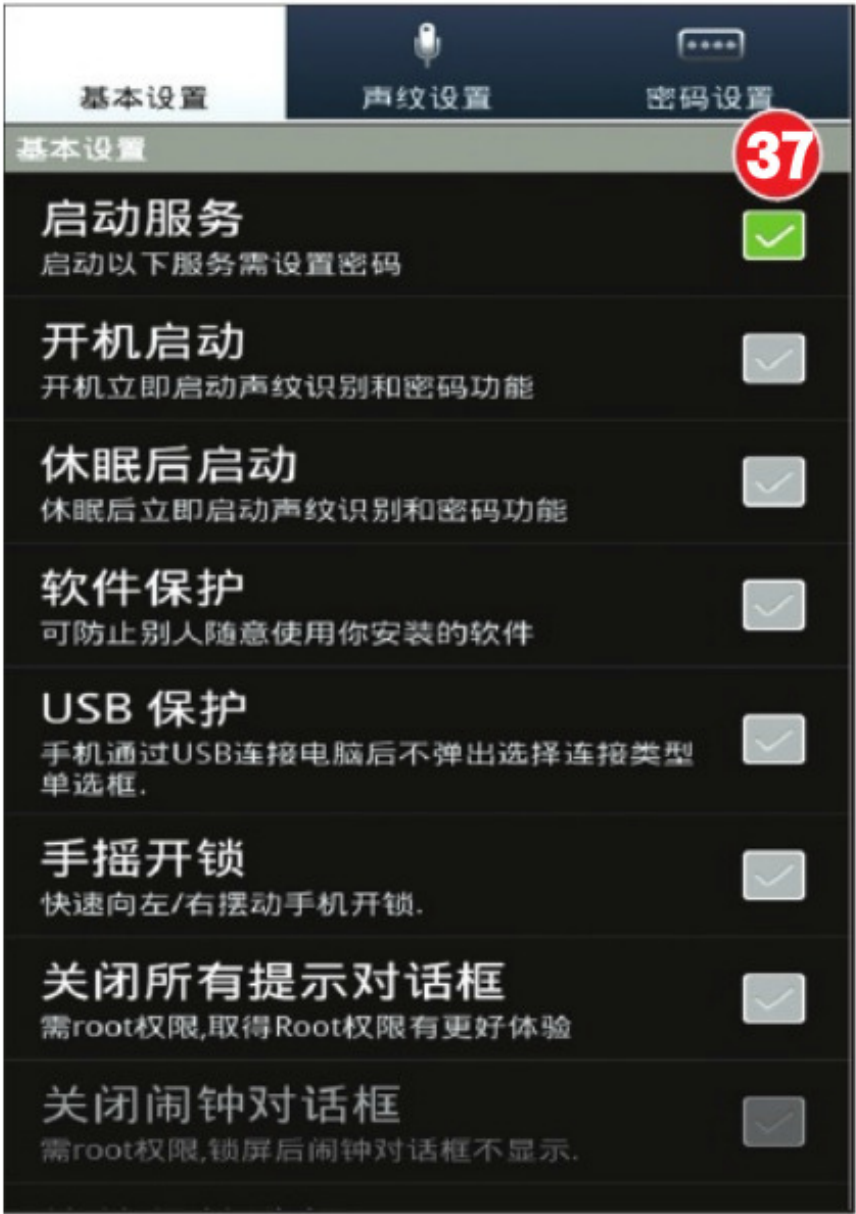 基本设置
声纹设置
密码设置
基本设置
37
启动服务
启动以下服务需设置密码
开机启动
开机立即启动声纹识别和密码功能
休眠后启动
休眠后立即启动声纹识别和密码功能
软件保护
可防止别人随意使用你安装的软件
USB 保护
手机通过USB连接电脑后不弹出选择连接类型
单选框.
手摇开锁
快速向左/右摆动手机开锁.
关闭所有提示对话框
需root权限,取得Root权限有更好体验
关闭闹钟对话框
需root权限,锁屏后闹钟对话框不显示.